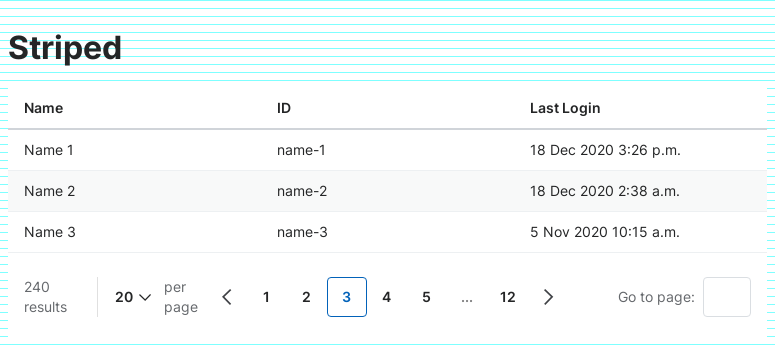 Striped
Name ID Last Login
Name 1 name-1 18 Dec 2020 3:26 p.m.
Name 2 name-2 18 Dec 2020 2:38 a.m.
Name 3 name-3 5 Nov 2020 10:15 a.m.
240 results 20 per page 1 2 3 4 5 ... 12 Go to page: